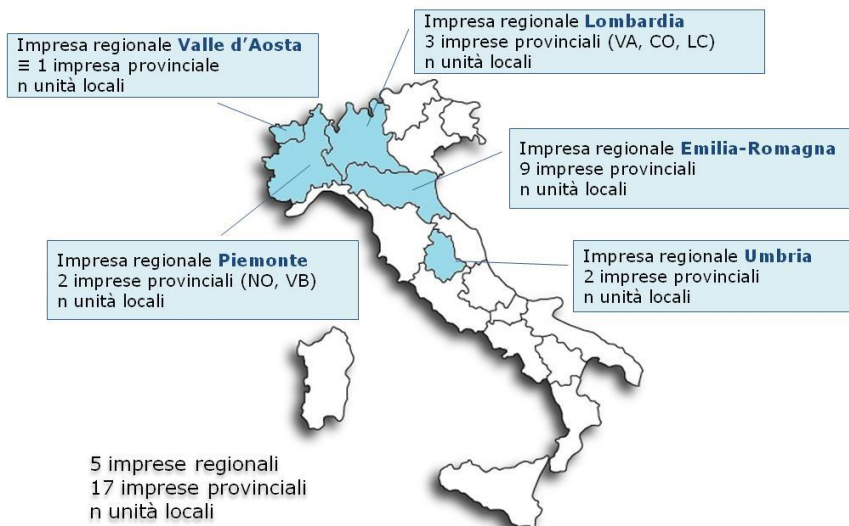 Impresa regionale Lombardia
3 imprese provinciali (VA, CO, LC)
n unità locali
Impresa regionale Valle d'Aosta
≡ 1 impresa provinciale
n unità locali
Impresa regionale Emilia-Romagna
9 imprese provinciali
n unità locali
Impresa regionale Piemonte
2 imprese provinciali (NO, VB)
n unità locali
Impresa regionale Umbria
2 imprese provinciali
n unità locali
5 imprese regionali
17 imprese provinciali
n unità locali